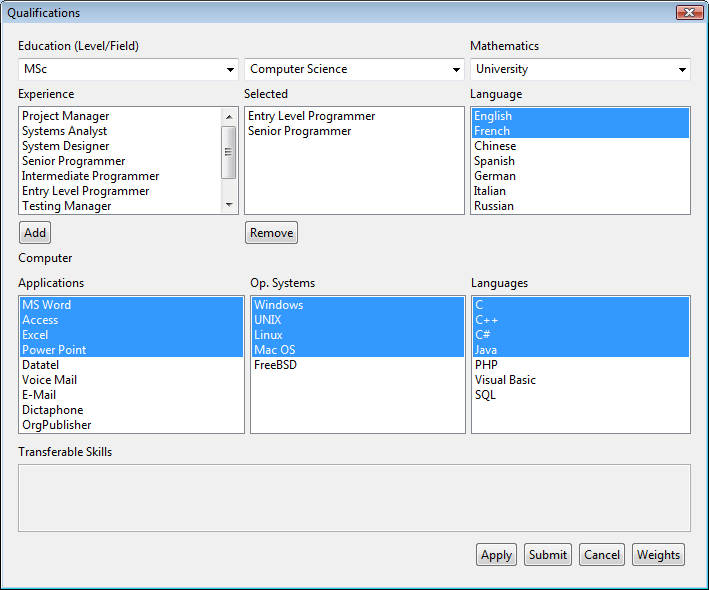 Qualifications
Education (Level/Field)
Mathematics
MSc
Computer Science
University
Experience
Selected
Language
Project Manager
Systems Analyst
System Designer
Senior Programmer
Intermediate Programmer
Entry Level Programmer
Testing Manager
Entry Level Programmer
Senior Programmer
English
French
Chinese
Spanish
German
Italian
Russian
Add
Remove
Computer
Applications
Op. Systems
Languages
MS Word
Access
Excel
Power Point
Datatel
Voice Mail
E-Mail
Dictaphone
OrgPublisher
Windows
UNIX
Linux
Mac OS
FreeBSD
C
C++
C#
Java
PHP
Visual Basic
SQL
Transferable Skills
Apply
Submit
Cancel
Weights